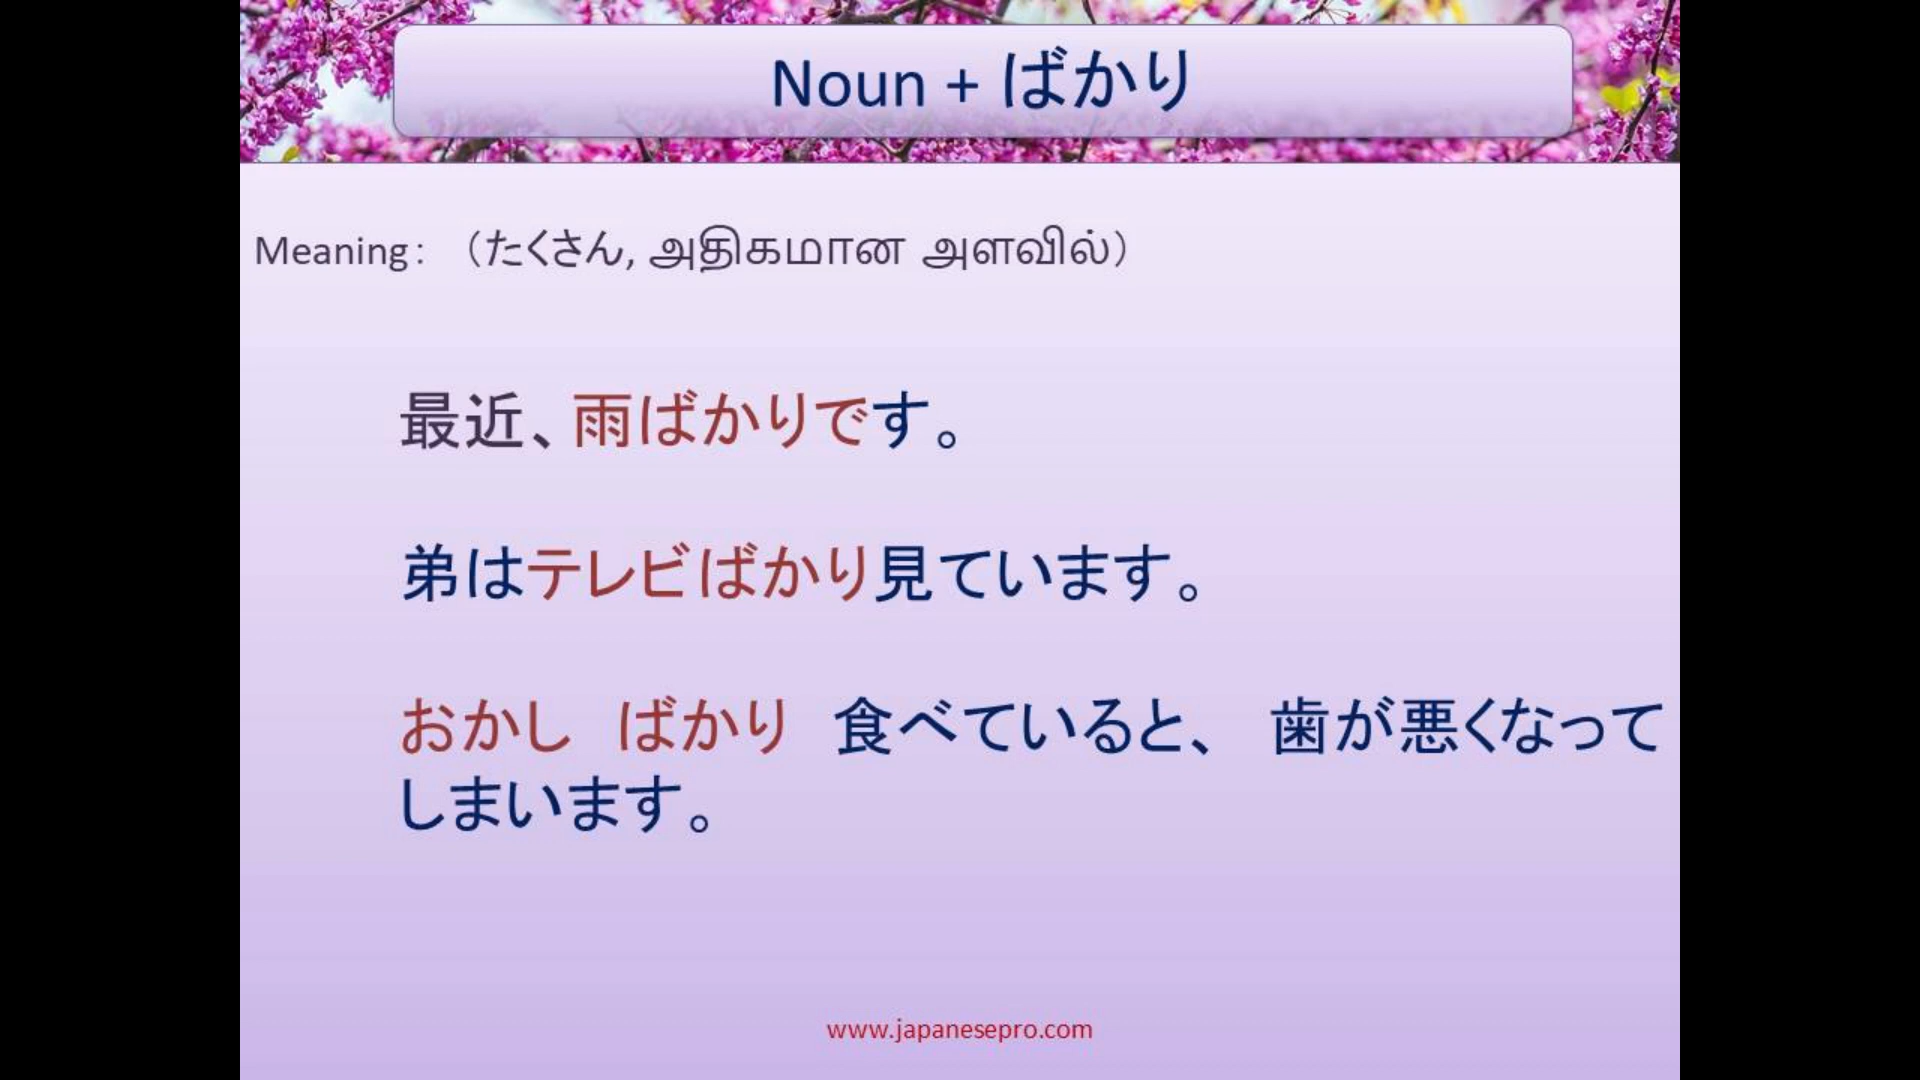 Noun + ばかり
Meaning : （たくさん, அதிகமான அளவில்）
最近、雨ばかりです。
弟はテレビばかり見ています。
おかし　ばかり　食べていると、 歯が悪くなって
しまいます。
www.japanesepro.com